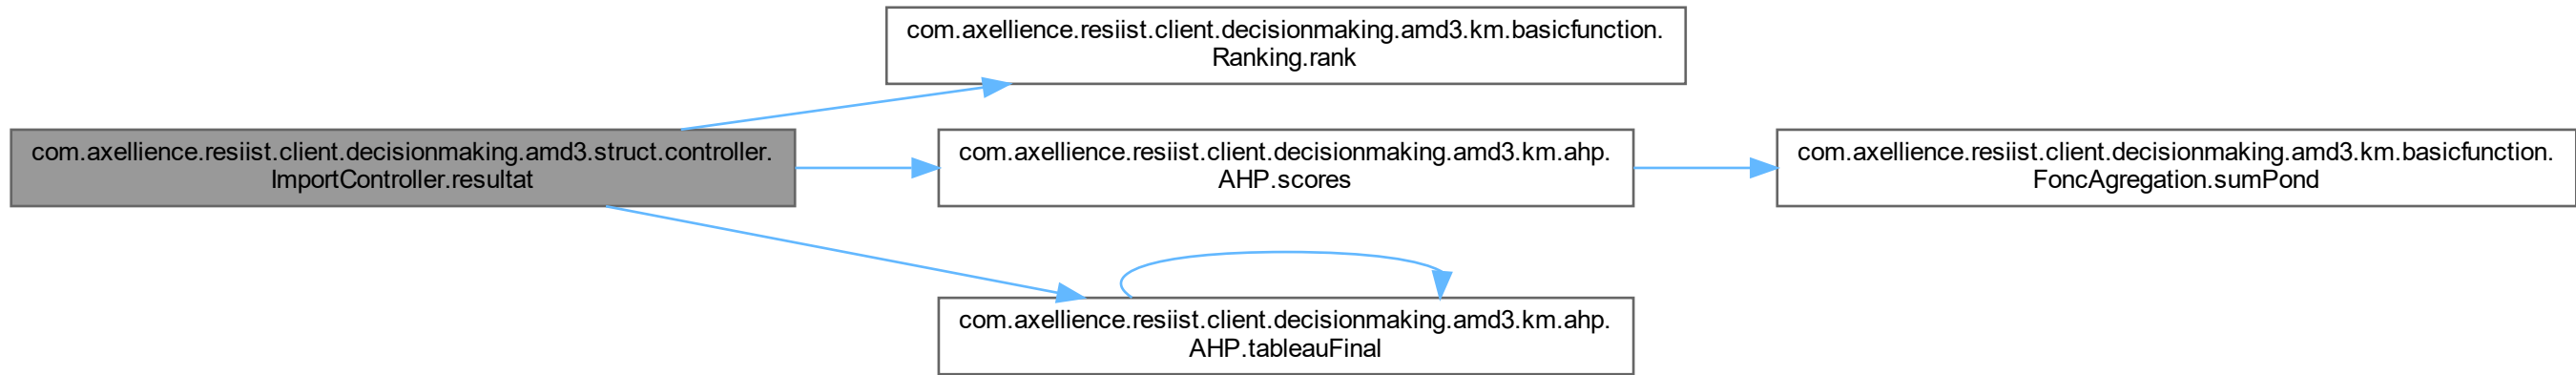 com.axellience.resiist.client.decisionmaking.amd3.km.basicfunction.
Ranking.rank
com.axellience.resiist.client.decisionmaking.amd3.struct.controller.
ImportController.resultat
com.axellience.resiist.client.decisionmaking.amd3.km.ahp.
AHP.scores
com.axellience.resiist.client.decisionmaking.amd3.km.basicfunction.
FoncAgregation.sumPond
com.axellience.resiist.client.decisionmaking.amd3.km.ahp.
AHP.tableauFinal